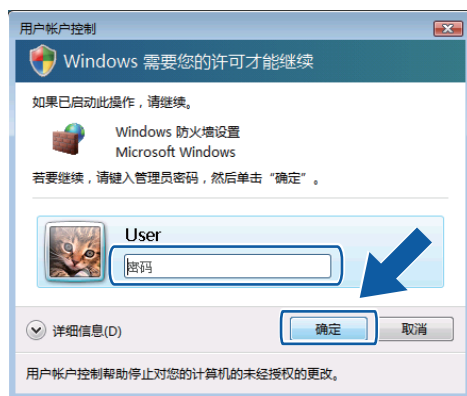 用户帐户控制
Windows 需要您的许可才能继续
如果已启动此操作，请继续。
Windows 防火墙设置
Microsoft Windows
若要继续，请键入管理员密码，然后单击“确定”。
User
密码
详细信息(D)
确定
取消
用户帐户控制帮助停止对您的计算机的未经授权的更改。